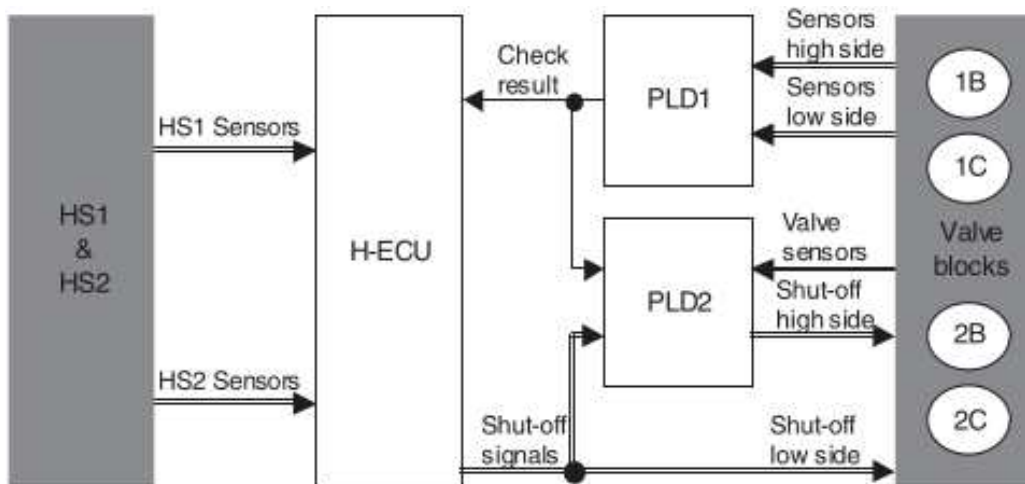 HS1
&
HS2
HS1 Sensors
HS2 Sensors
H-ECU
Check
result
Shut-off
signals
PLD1
PLD2
Sensors
high side
Sensors
low side
Valve
sensors
Shut-off
high side
Shut-off
low side
1B
1C
Valve
blocks
2B
2C